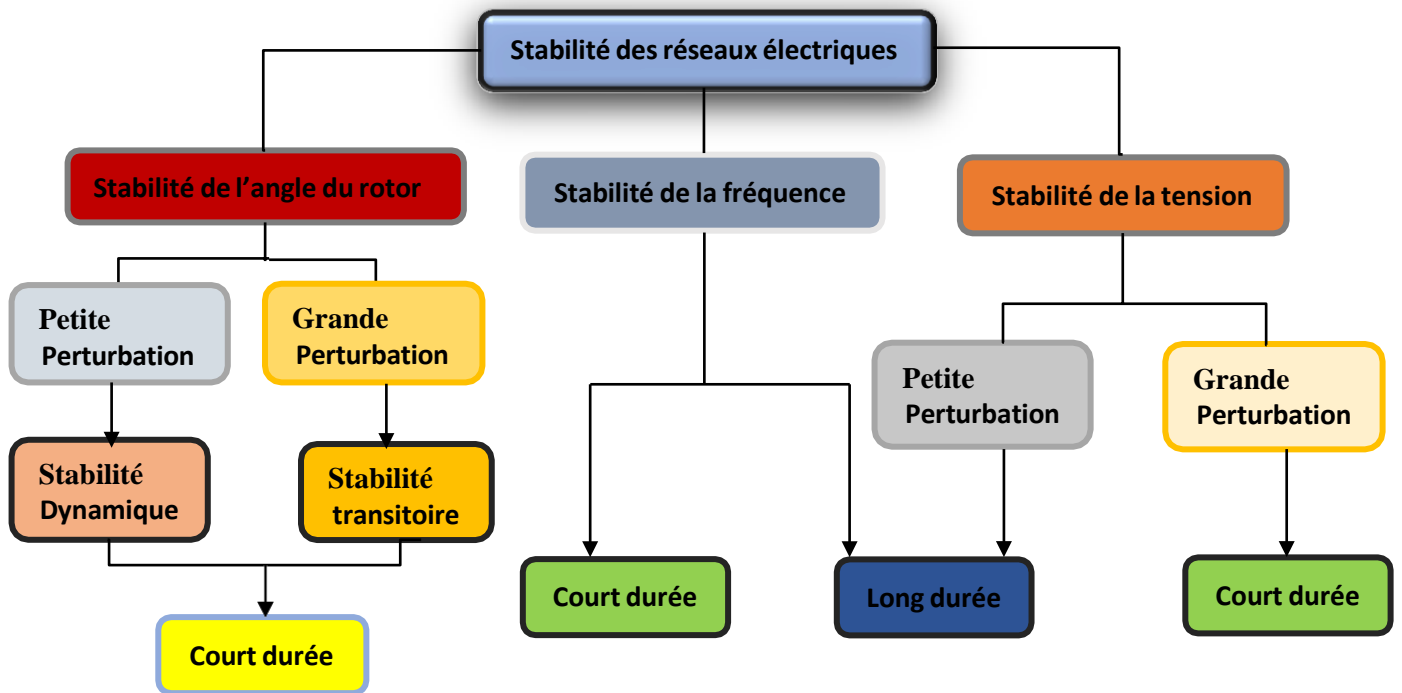 Stabilité des réseaux électriques
Stabilité de l’angle du rotor
Stabilité de la fréquence
Stabilité de la tension
Petite
Perturbation
Grande
Perturbation
Petite
Perturbation
Grande
Perturbation
Stabilité
Dynamique
Stabilité
transitoire
Court durée
Long durée
Court durée
Court durée